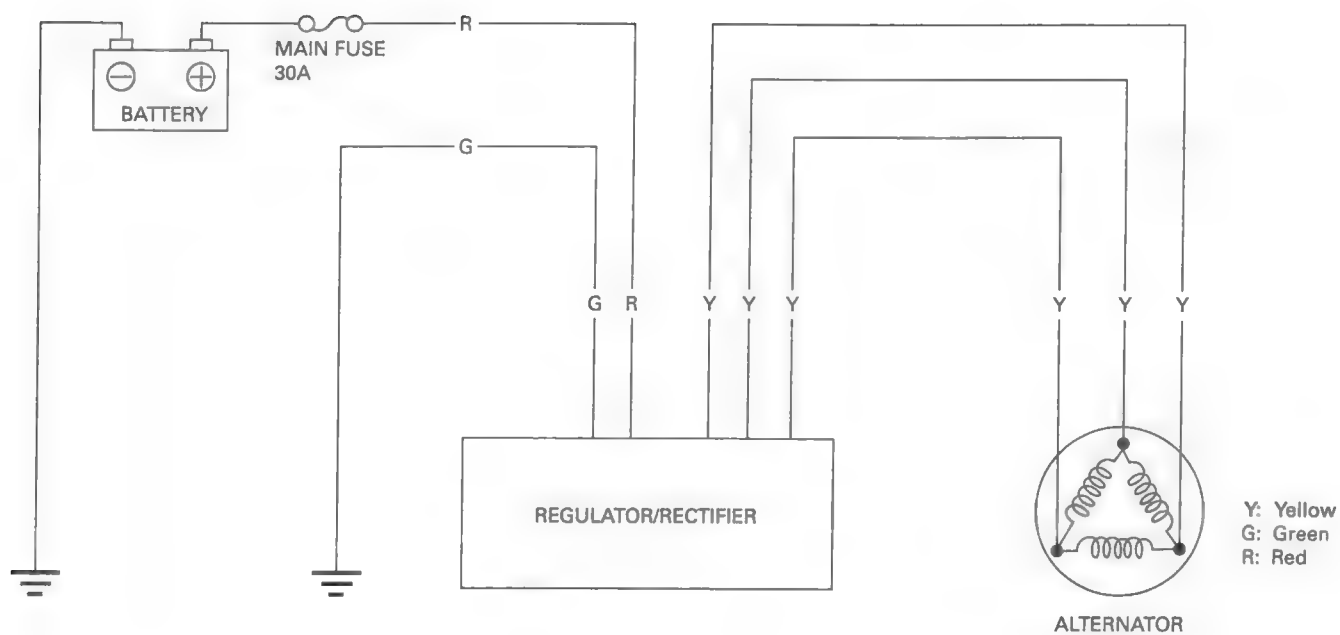 R
MAIN FUSE
30A
BATTERY
G
G R Y Y Y Y Y Y
REGULATOR/RECTIFIER
Y: Yellow
G: Green
R: Red
ALTERNATOR